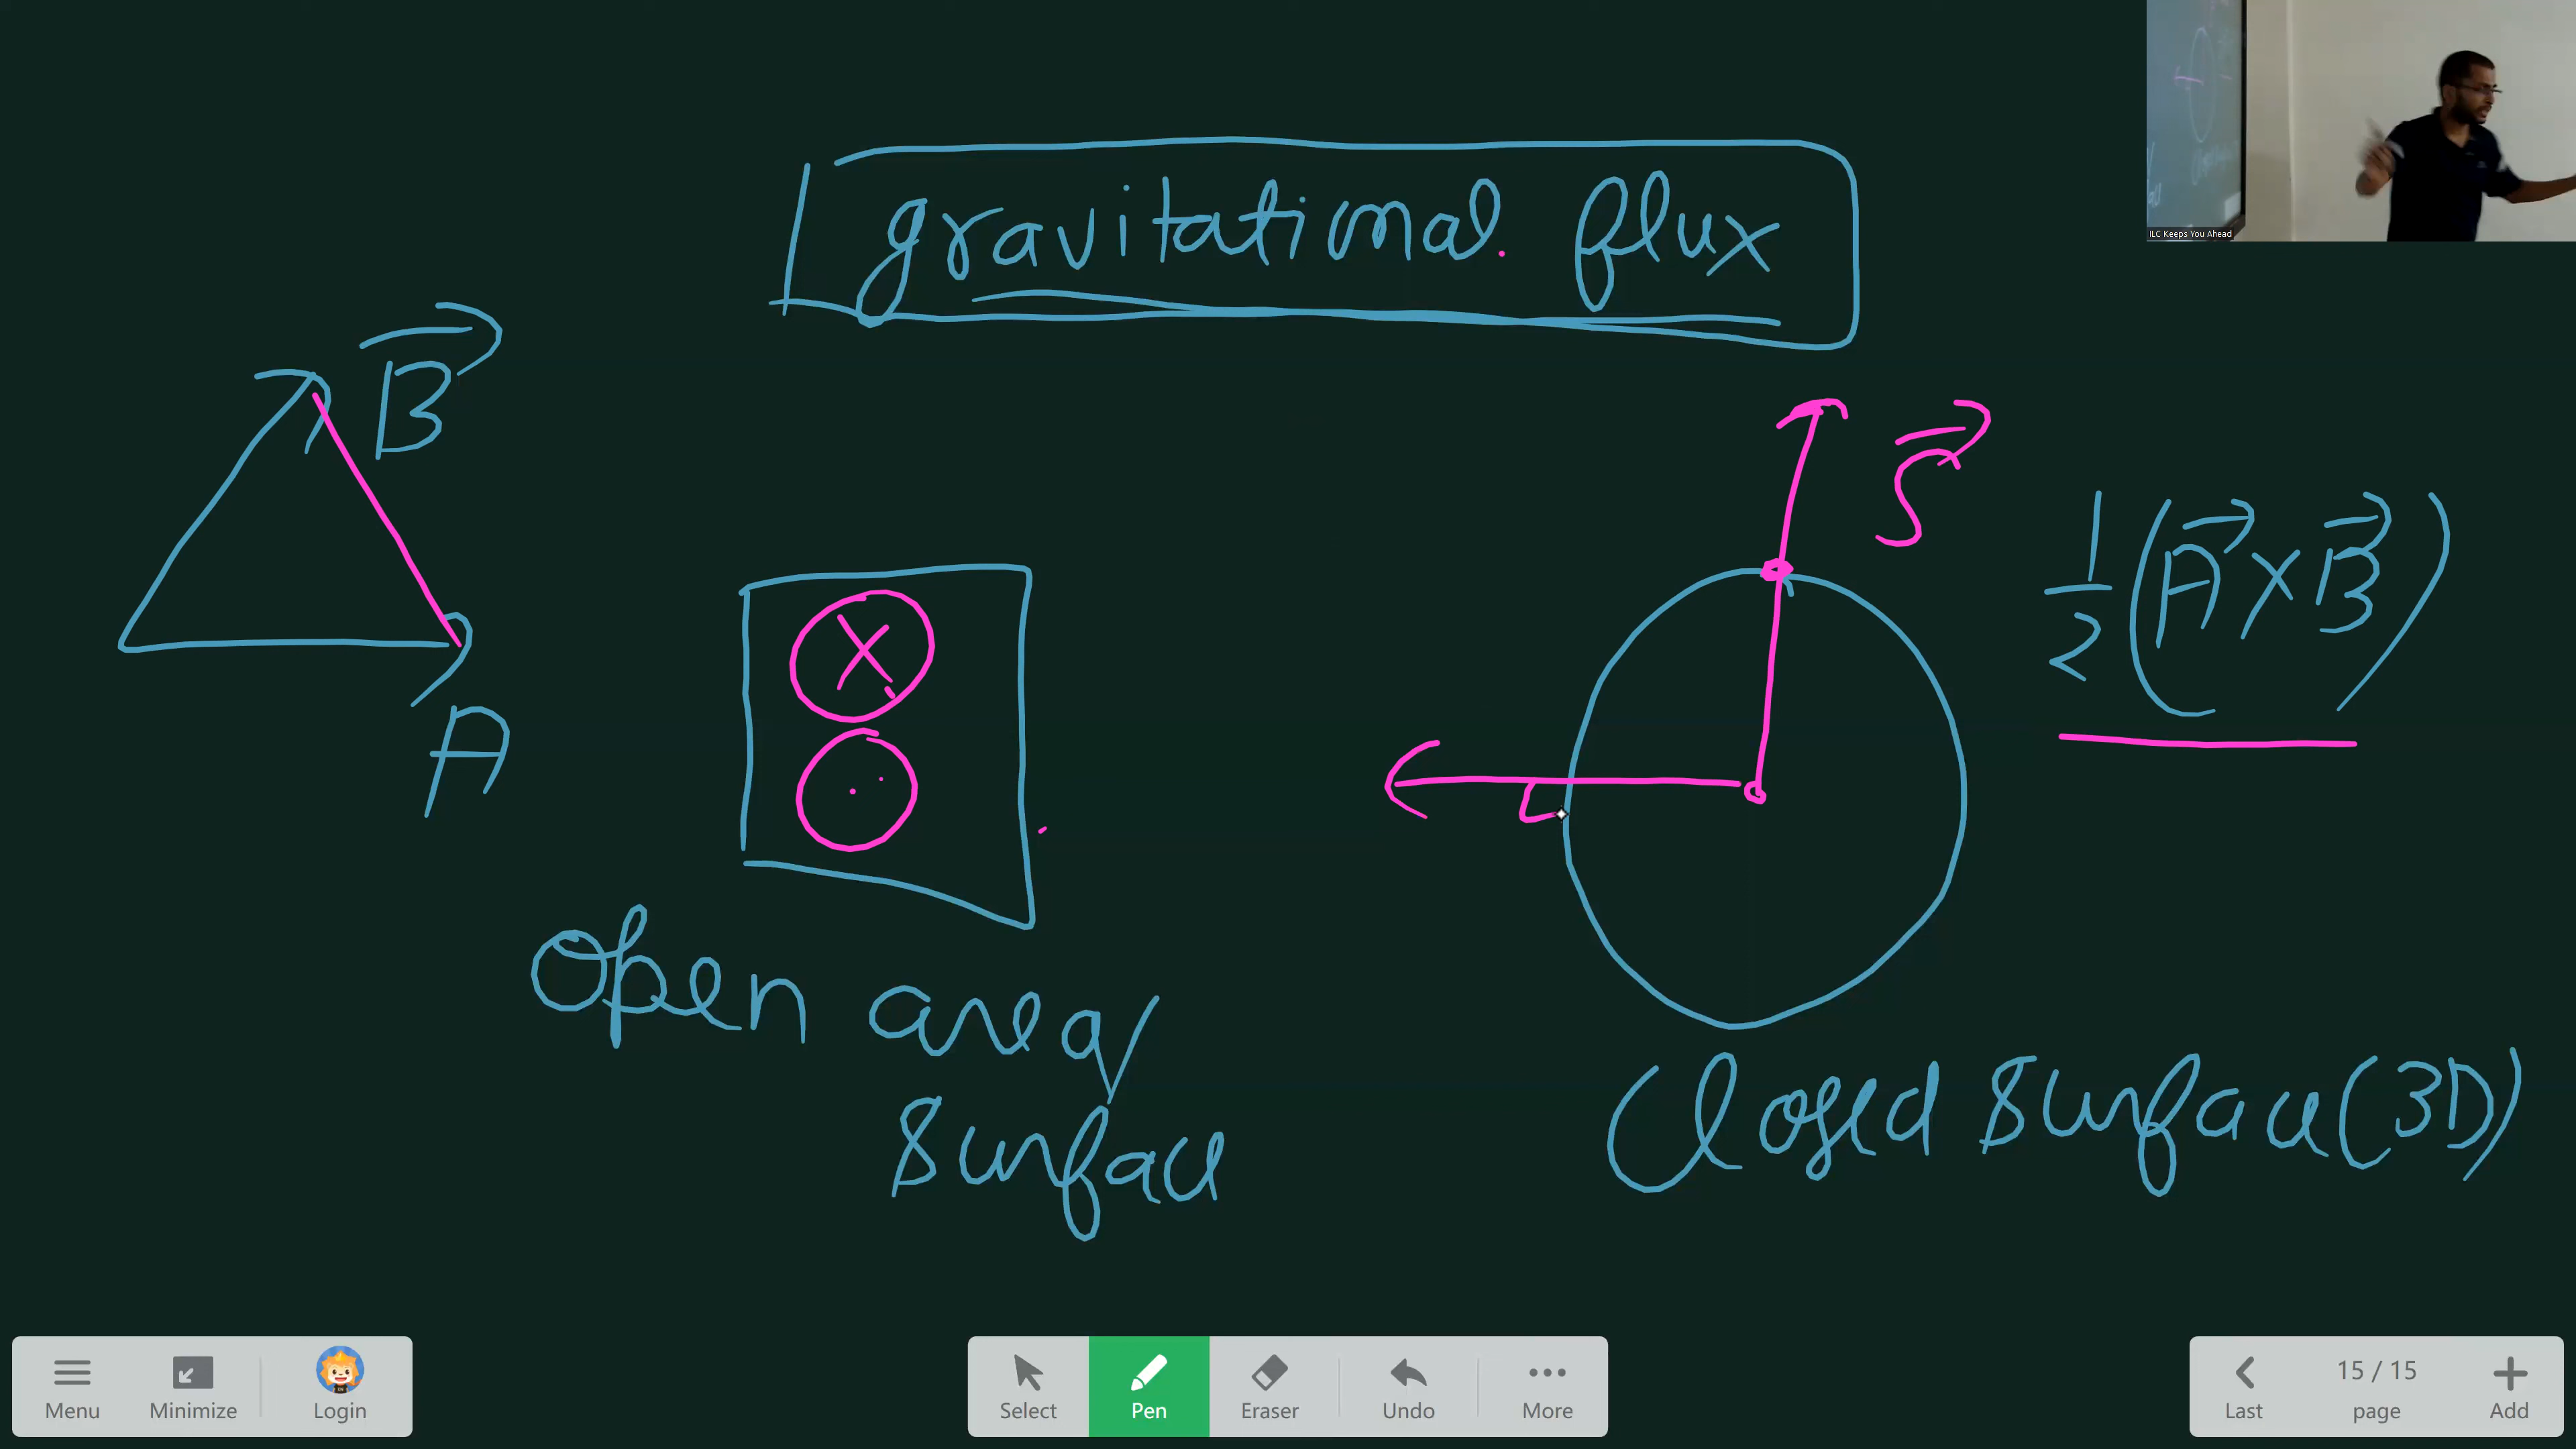 gravitational flux
B
A
S
1/2 (A × B)
Open area/
Surface
Closed Surface (3D)
ILC Keeps You Ahead
Menu
Minimize
Login
Select
Pen
Eraser
Undo
More
Last
15 / 15
page
Add